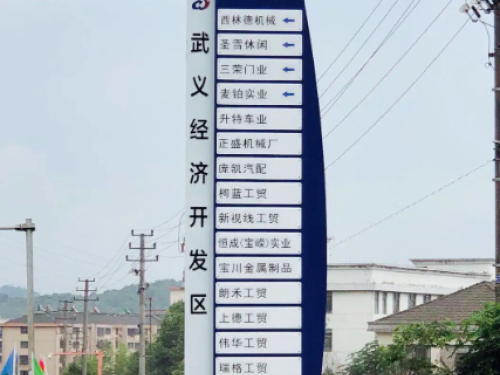 武义经济开发区
西林德机械
圣雪休闲
三荣门业
麦铂实业
升特车业
正盛机械厂
庞凯汽配
栂蓝工贸
新视线工贸
恒成(宝嵘)实业
宝川金属制品
朗禾工贸
上德工贸
伟华工贸
瑞格工贸